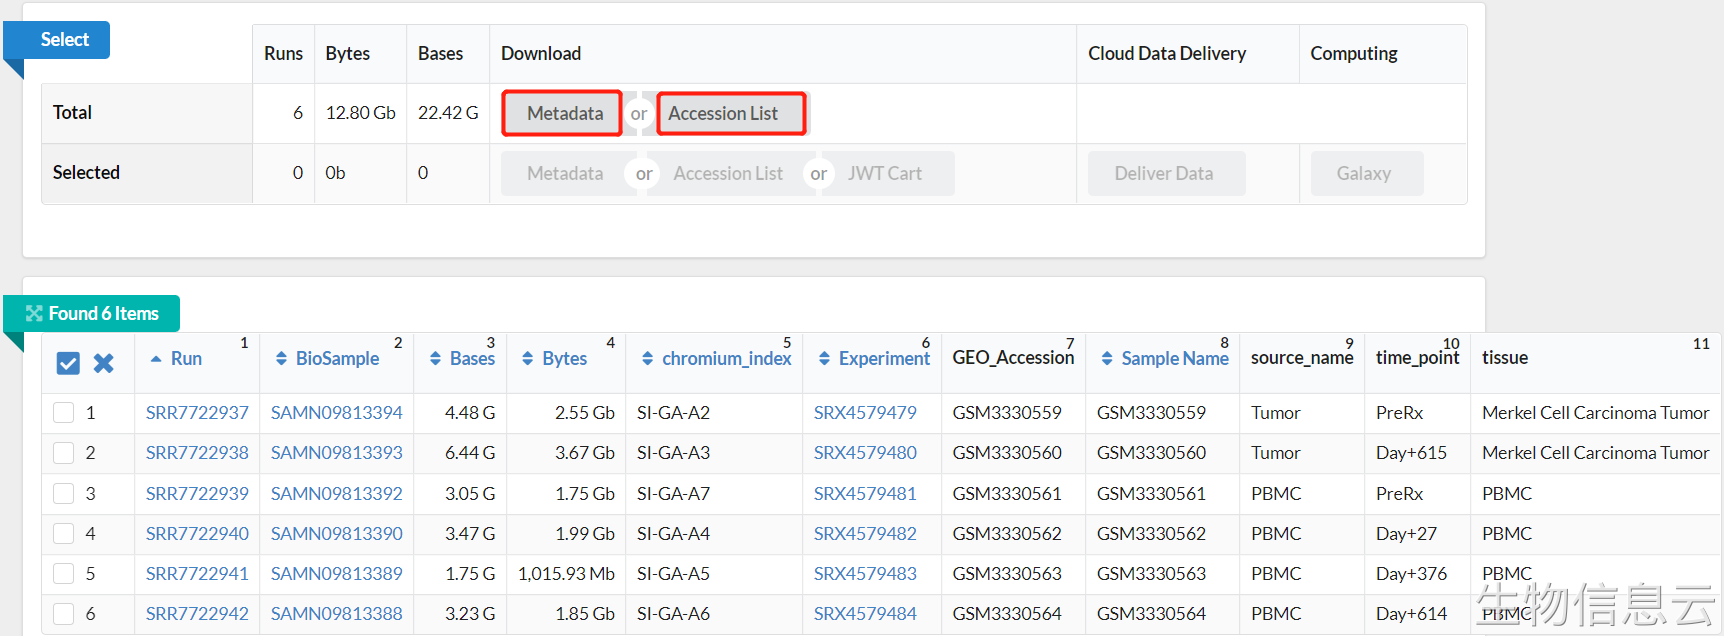 Select
Runs Bytes Bases Download Cloud Data Delivery Computing
Total 6 12.80 Gb 22.42 G Metadata or Accession List
Selected 0 0b 0 Metadata or Accession List or JWT Cart Deliver Data Galaxy
Found 6 Items
1 2 3 4 5 6 7 8 9 10 11
Run BioSample Bases Bytes chromium_index Experiment GEO_Accession Sample Name source_name time_point tissue
1 SRR7722937 SAMN09813394 4.48 G 2.55 Gb SI-GA-A2 SRX4579479 GSM3330559 GSM3330559 Tumor PreRx Merkel Cell Carcinoma Tumor
2 SRR7722938 SAMN09813393 6.44 G 3.67 Gb SI-GA-A3 SRX4579480 GSM3330560 GSM3330560 Tumor Day+615 Merkel Cell Carcinoma Tumor
3 SRR7722939 SAMN09813392 3.05 G 1.75 Gb SI-GA-A7 SRX4579481 GSM3330561 GSM3330561 PBMC PreRx PBMC
4 SRR7722940 SAMN09813390 3.47 G 1.99 Gb SI-GA-A4 SRX4579482 GSM3330562 GSM3330562 PBMC Day+27 PBMC
5 SRR7722941 SAMN09813389 1.75 G 1,015.93 Mb SI-GA-A5 SRX4579483 GSM3330563 GSM3330563 PBMC Day+376 PBMC
6 SRR7722942 SAMN09813388 3.23 G 1.85 Gb SI-GA-A6 SRX4579484 GSM3330564 GSM3330564 PBMC Day+614 PBMC
生物信息云